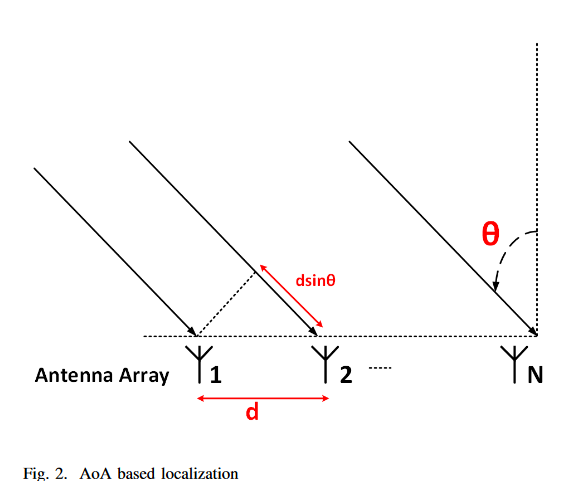 θ
dsinθ
Antenna Array 1 2 ..... N
d
Fig. 2. AoA based localization